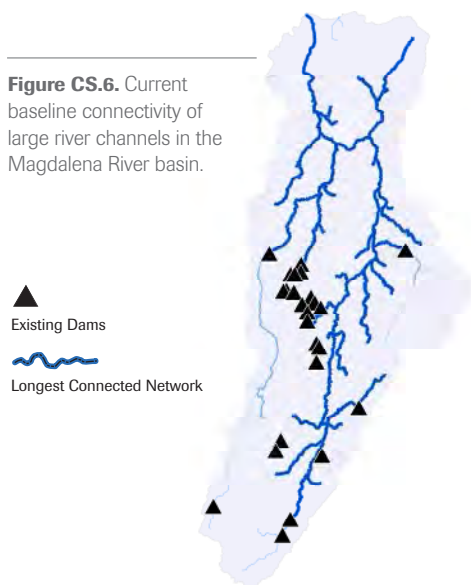 Figure CS.6. Current
baseline connectivity of
large river channels in the
Magdalena River basin.
Existing Dams
Longest Connected Network